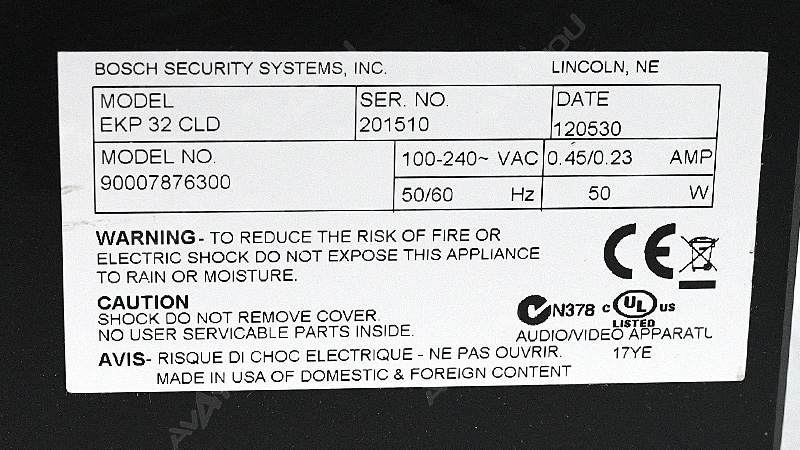 BOSCH SECURITY SYSTEMS, INC. LINCOLN, NE
MODEL SER. NO. DATE
EKP 32 CLD 201510 120530
MODEL NO. 100-240~ VAC 0.45/0.23 AMP
90007876300 50/60 Hz 50 W
WARNING- TO REDUCE THE RISK OF FIRE OR
ELECTRIC SHOCK DO NOT EXPOSE THIS APPLIANCE
TO RAIN OR MOISTURE.
CE
CAUTION
SHOCK DO NOT REMOVE COVER.
NO USER SERVICABLE PARTS INSIDE.
N378 c UL us
LISTED
AUDIO/VIDEO APPARATU
17YE
AVIS- RISQUE DI CHOC ELECTRIQUE - NE PAS OUVRIR.
MADE IN USA OF DOMESTIC & FOREIGN CONTENT